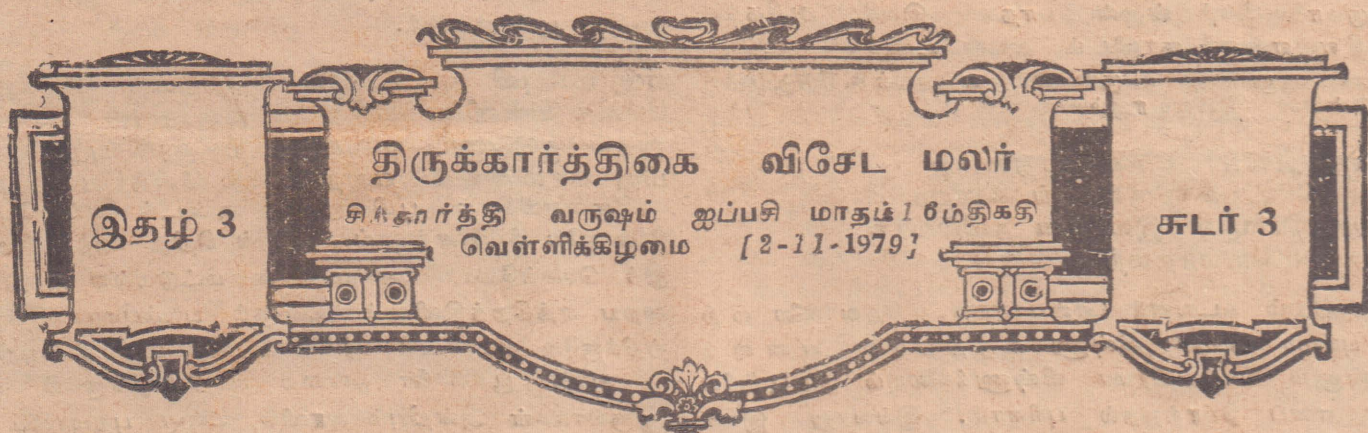 இதழ் 3
திருக்கார்த்திகை விசேட மலர்
சித்தார்த்தி வருஷம் ஐப்பசி மாதம் 16ம்திகதி
வெள்ளிக்கிழமை [2-11-1979]
சுடர் 3